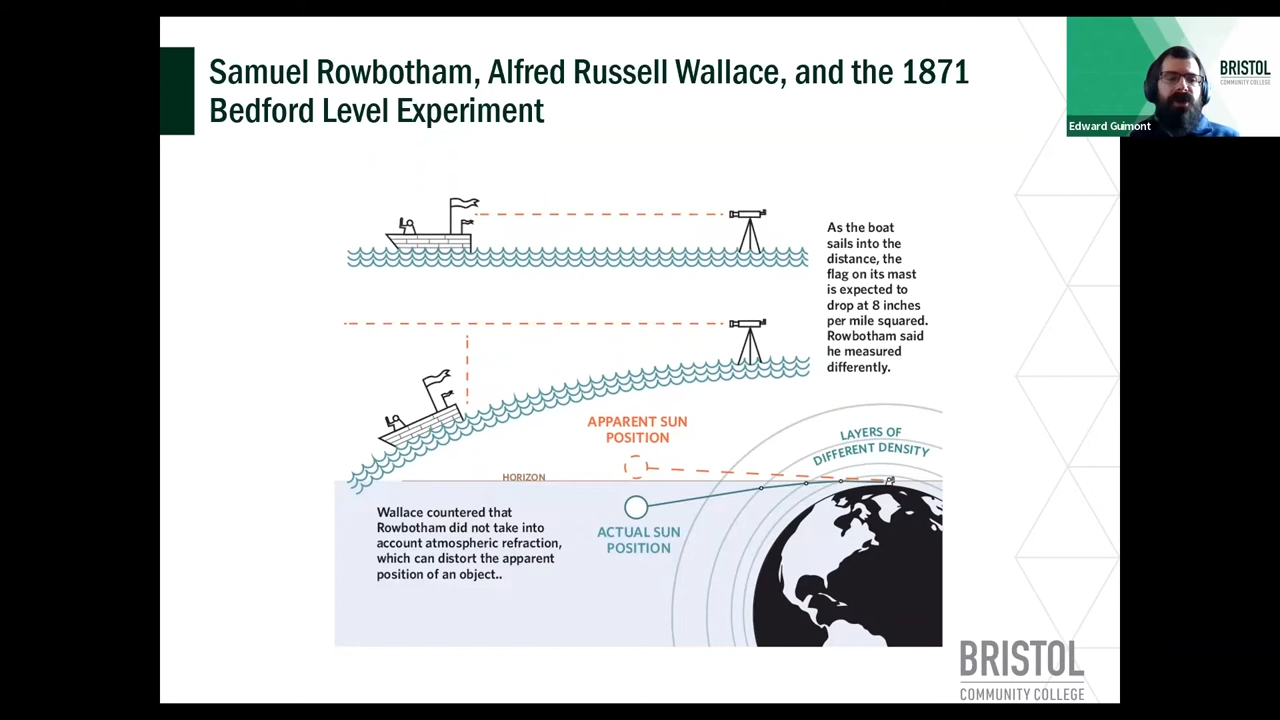 Samuel Rowbotham, Alfred Russell Wallace, and the 1871
Bedford Level Experiment
BRISTOL
COMMUNITY COLLEGE
Edward Guimont
As the boat
sails into the
distance, the
flag on its mast
is expected to
drop at 8 inches
per mile squared.
Rowbotham said
he measured
differently.
APPARENT SUN
POSITION
LAYERS OF
DIFFERENT DENSITY
HORIZON
Wallace countered that
Rowbotham did not take into
account atmospheric refraction,
which can distort the apparent
position of an object..
ACTUAL SUN
POSITION
BRISTOL
COMMUNITY COLLEGE